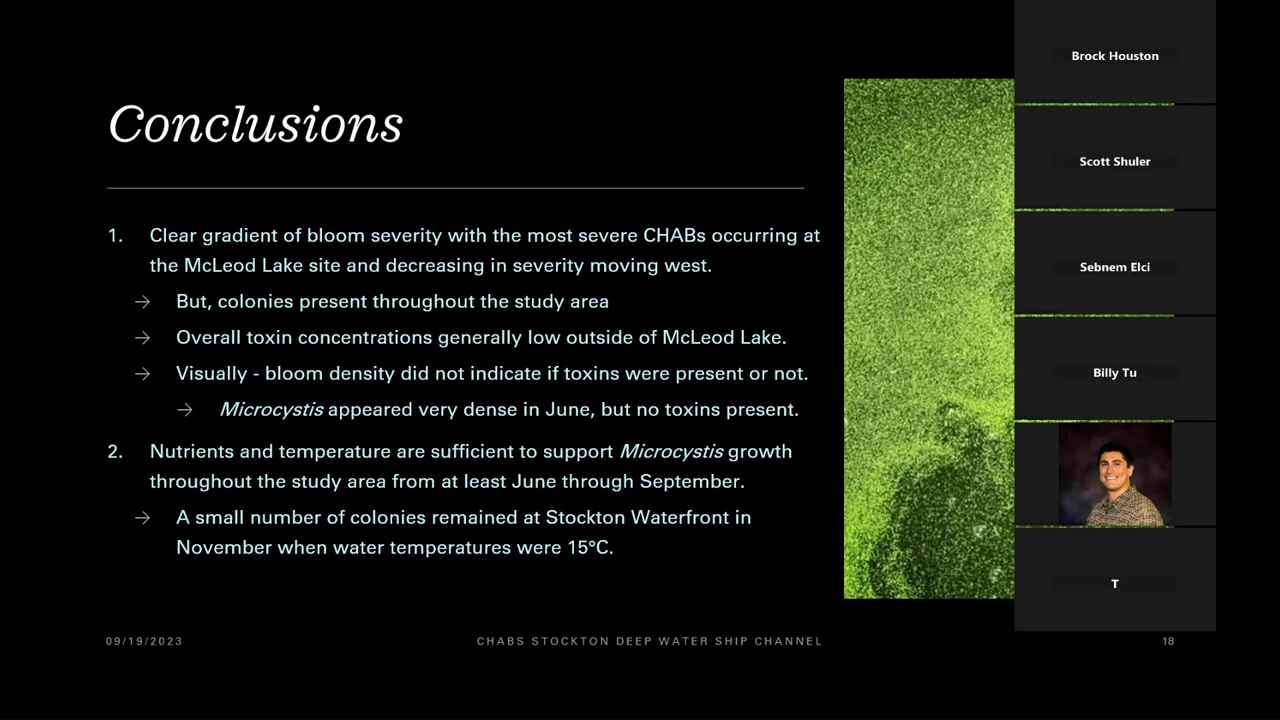 Conclusions
1. Clear gradient of bloom severity with the most severe CHABs occurring at
the McLeod Lake site and decreasing in severity moving west.
→ But, colonies present throughout the study area
→ Overall toxin concentrations generally low outside of McLeod Lake.
→ Visually - bloom density did not indicate if toxins were present or not.
→ Microcystis appeared very dense in June, but no toxins present.
2. Nutrients and temperature are sufficient to support Microcystis growth
throughout the study area from at least June through September.
→ A small number of colonies remained at Stockton Waterfront in
November when water temperatures were 15°C.
09/19/2023
CHABS STOCKTON DEEP WATER SHIP CHANNEL
18
Brock Houston
Scott Shuler
Sebnem Elci
Billy Tu
T